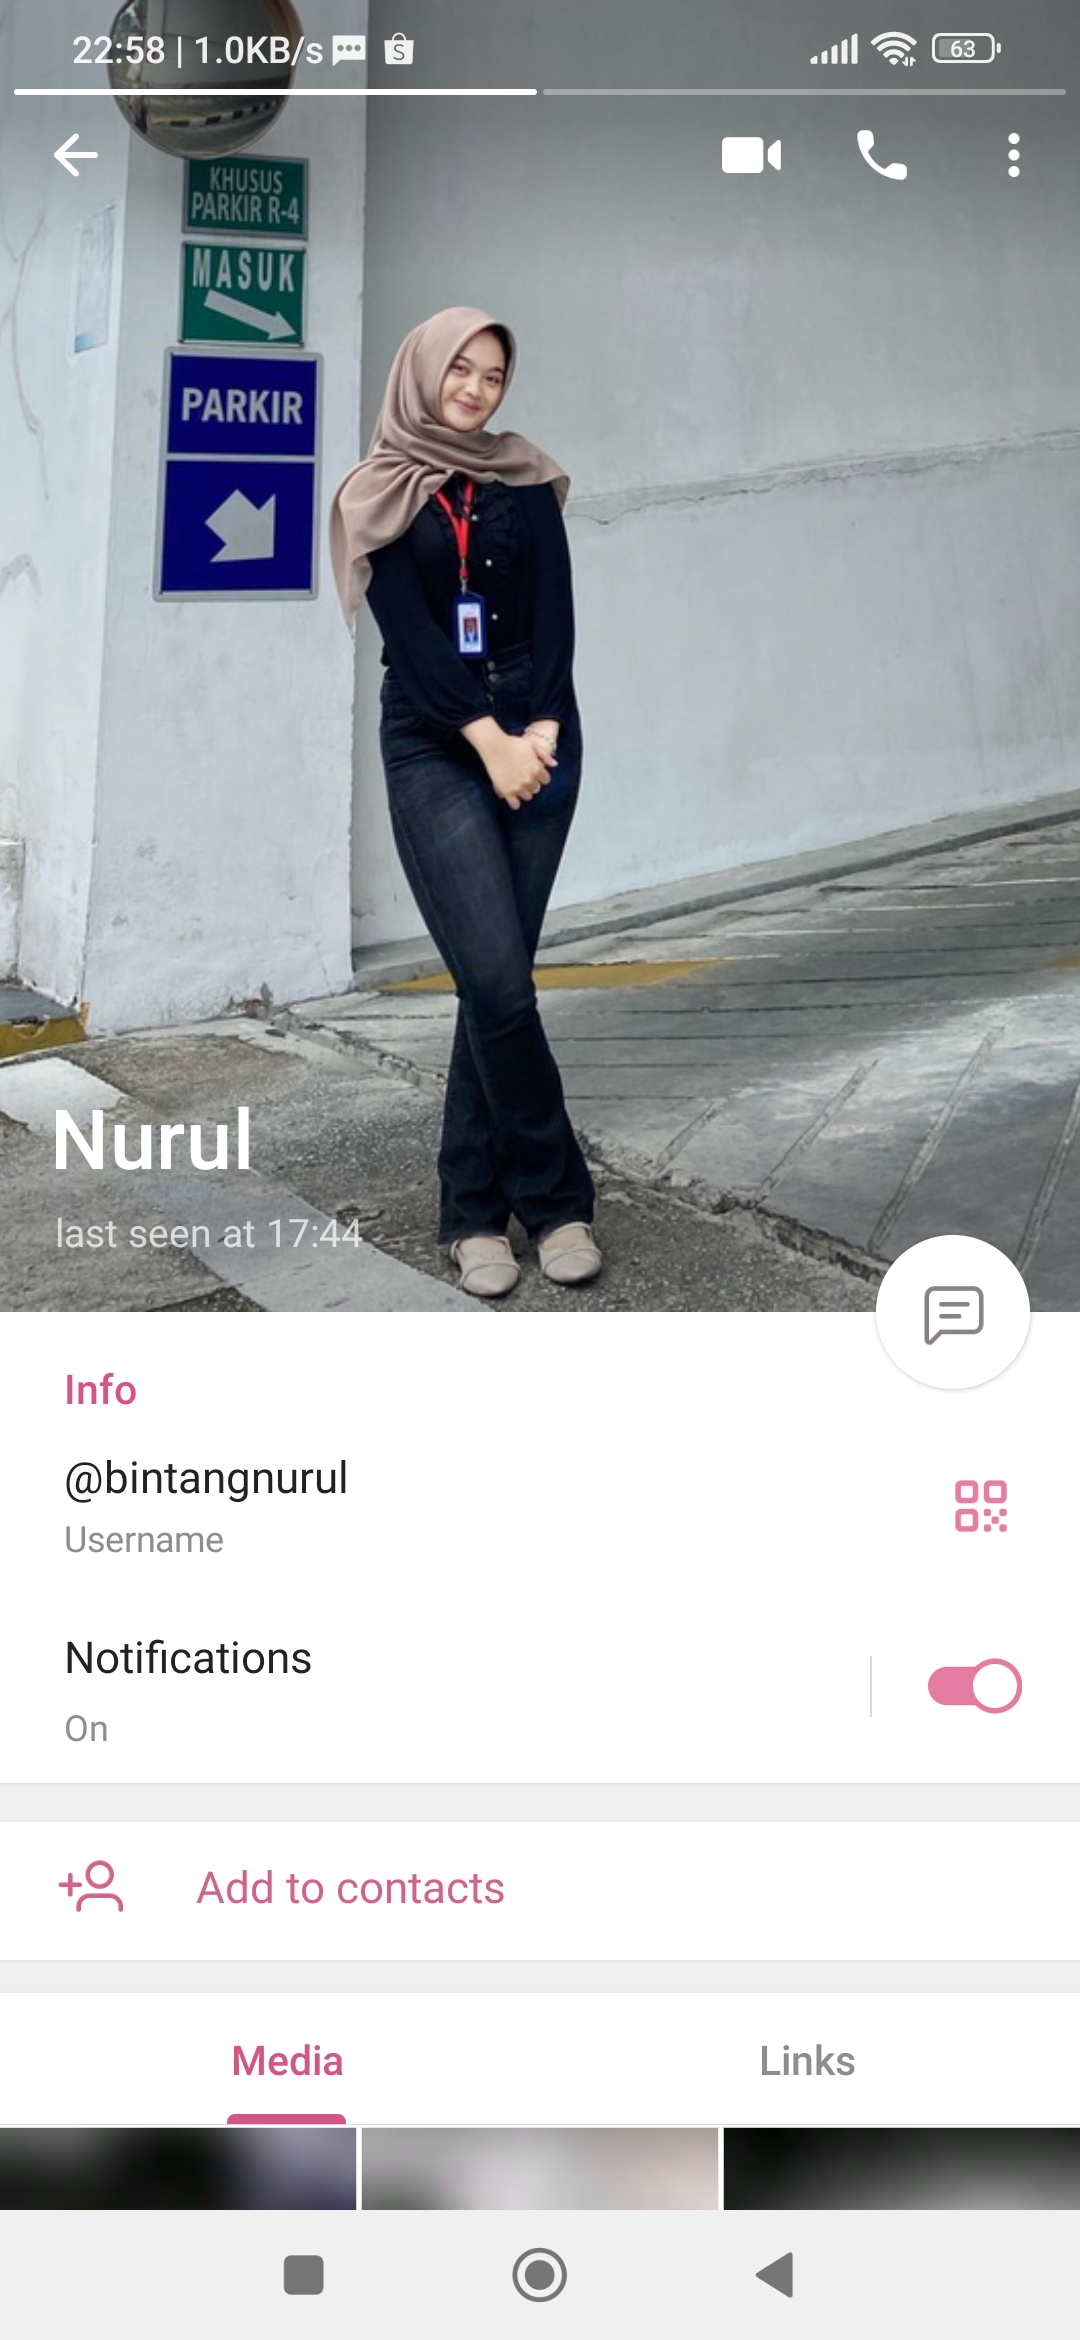 22:58 | 1.0KB/s
63
KHUSUS
PARKIR R-4
MASUK
PARKIR
Nurul
last seen at 17:44
Info
@bintangnurul
Username
Notifications
On
Add to contacts
Media
Links